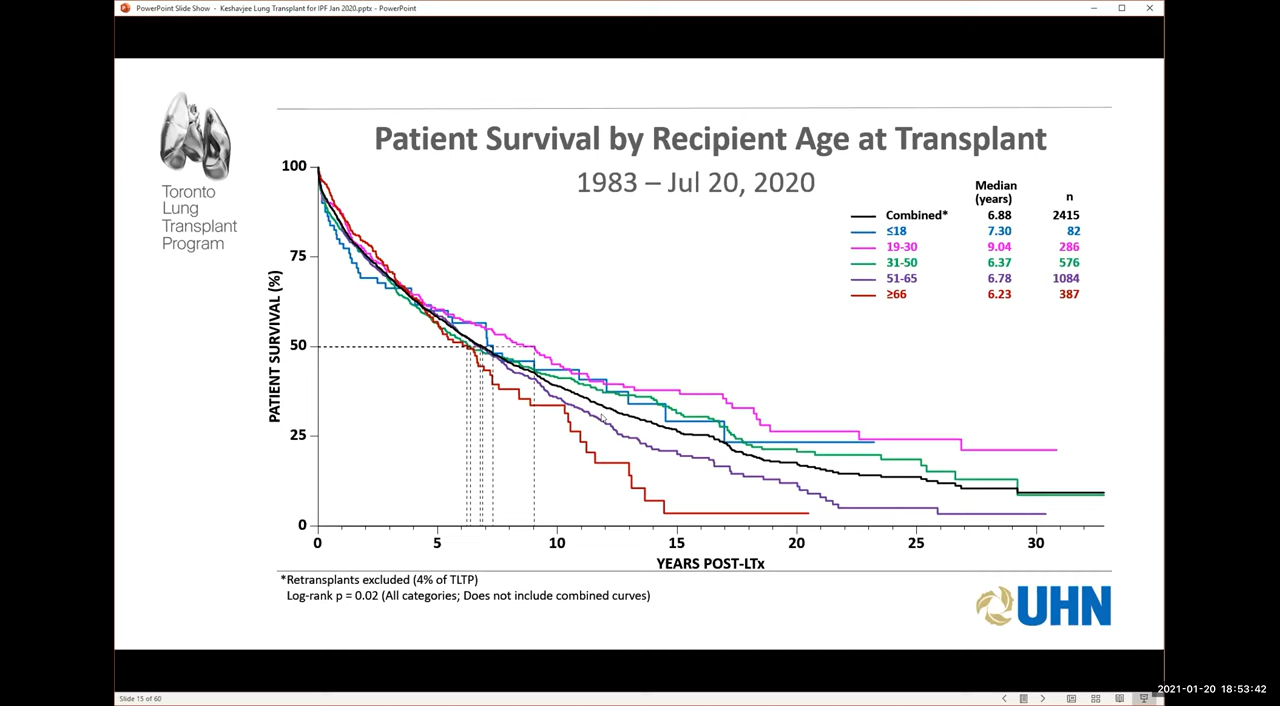 PowerPoint Slide Show - Keshavjee Lung Transplant for IPF Jan 2020.pptx - PowerPoint
Toronto
Lung
Transplant
Program
Patient Survival by Recipient Age at Transplant
1983 – Jul 20, 2020
Median
(years) n
Combined* 6.88 2415
≤18 7.30 82
19-30 9.04 286
31-50 6.37 576
51-65 6.78 1084
≥66 6.23 387
PATIENT SURVIVAL (%)
100
75
50
25
0
0 5 10 15 20 25 30
YEARS POST-LTx
*Retransplants excluded (4% of TLTP)
Log-rank p = 0.02 (All categories; Does not include combined curves)
UHN
Slide 15 of 60
2021-01-20 18:53:42